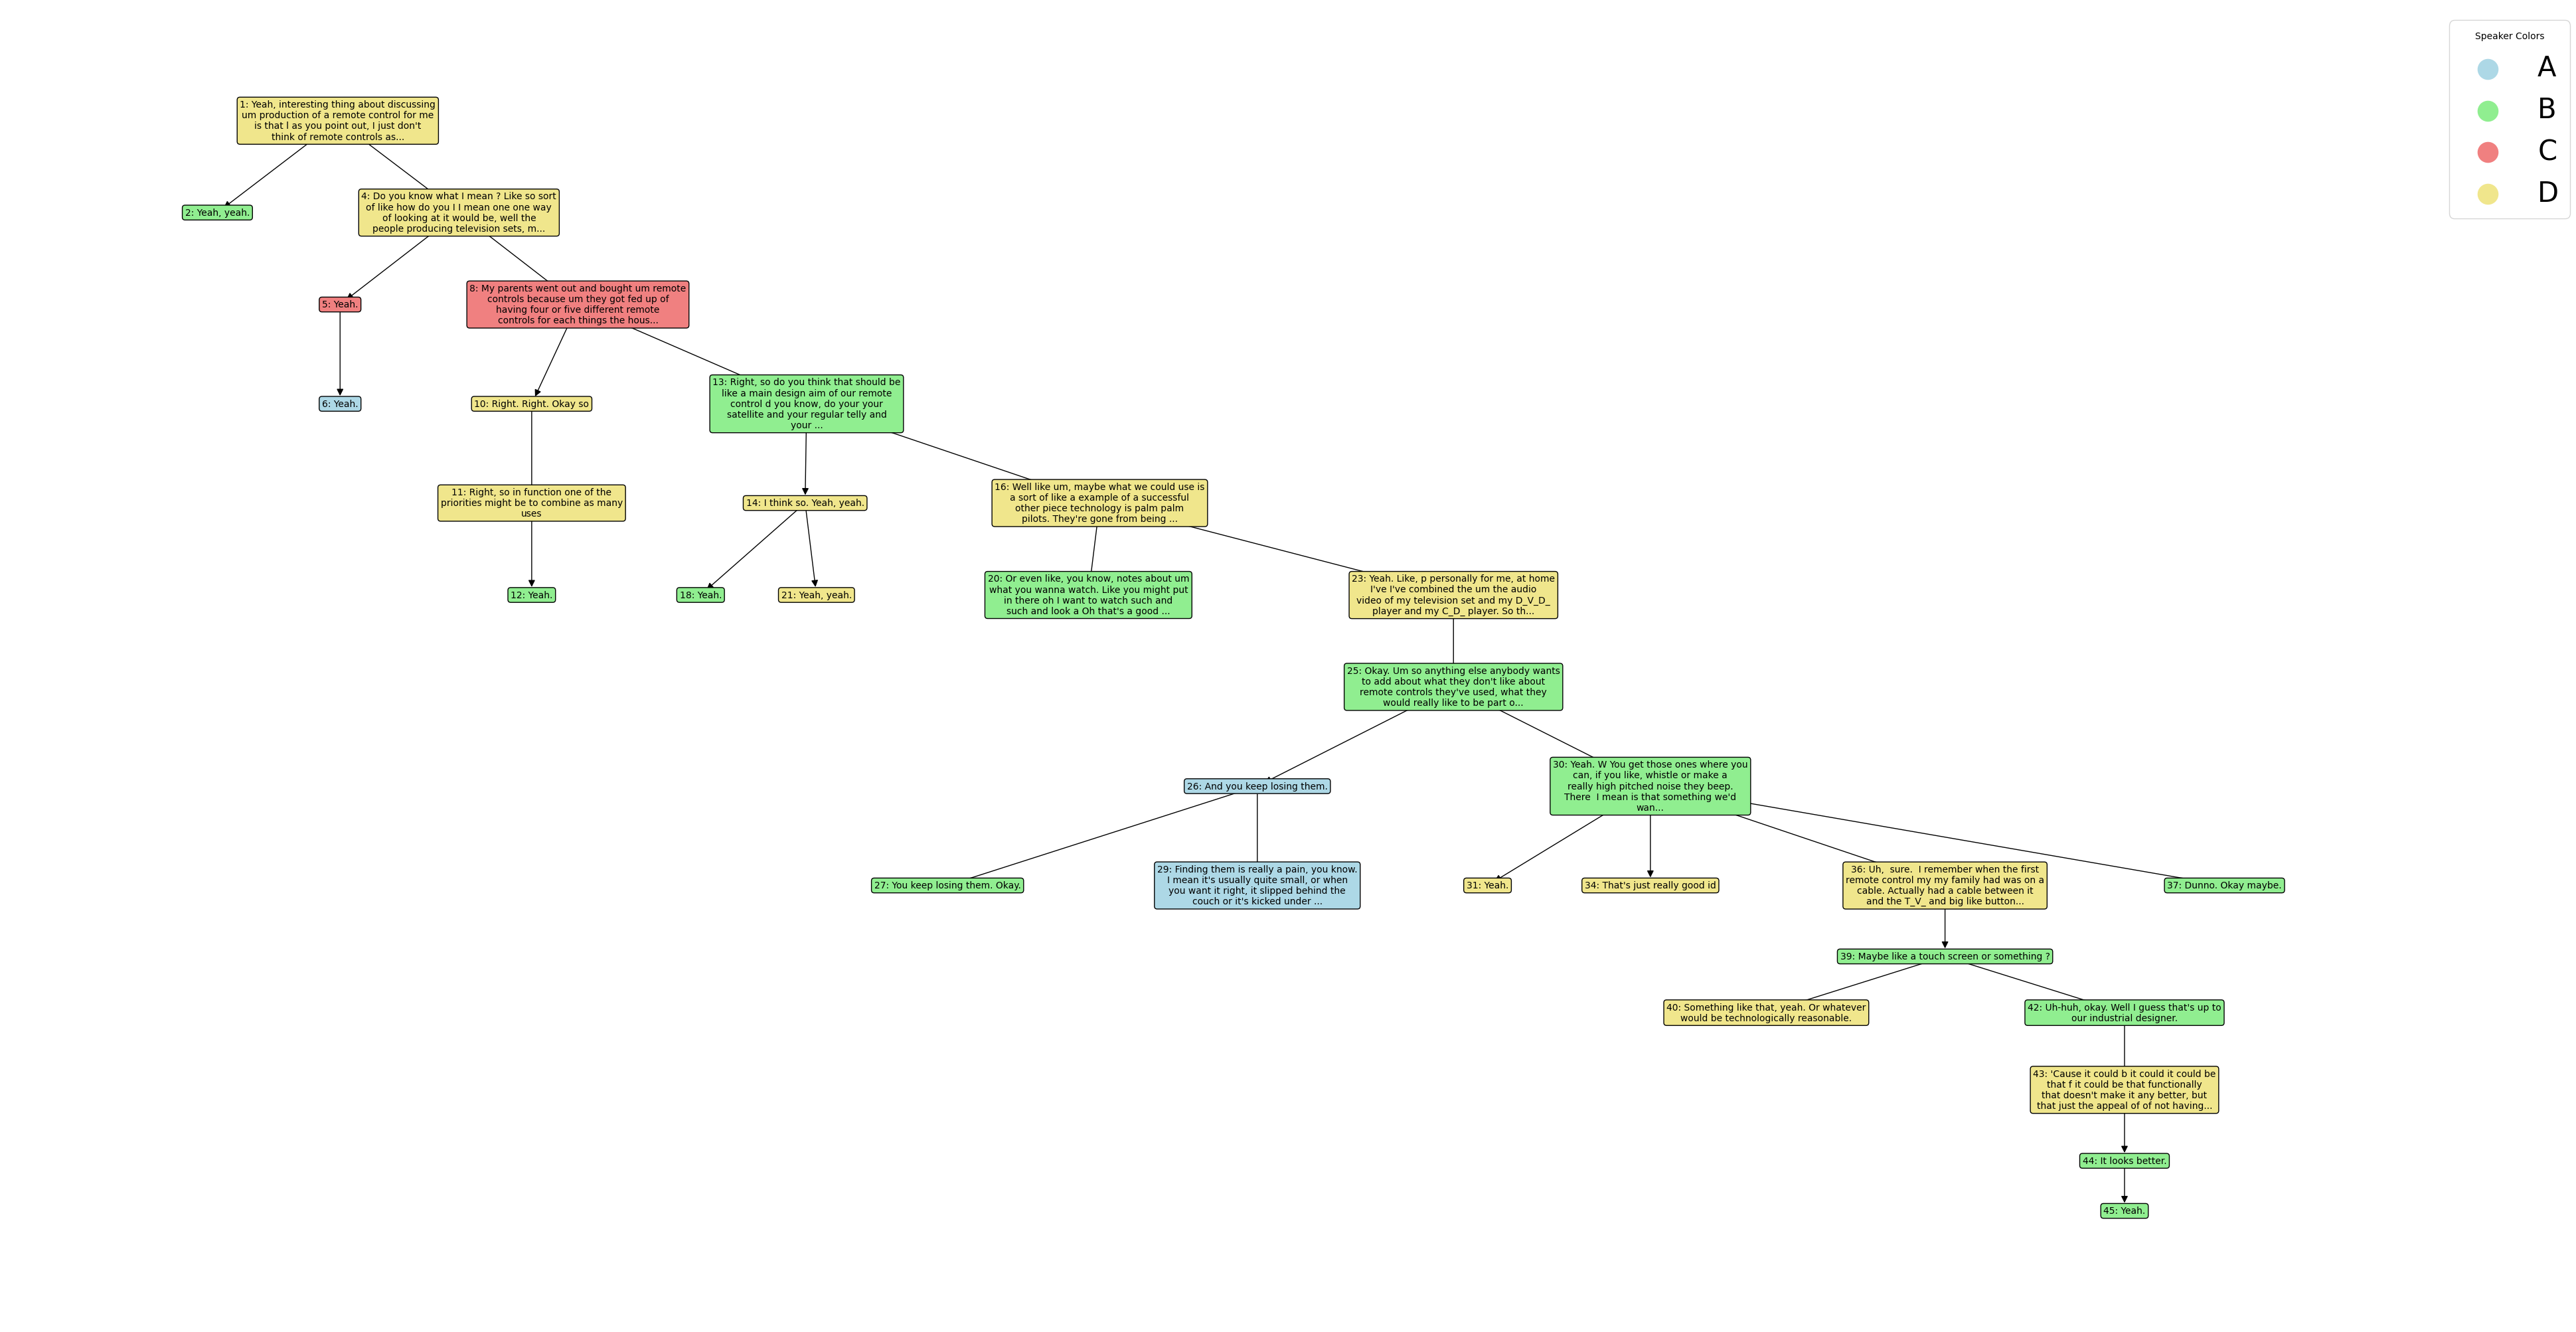 Speaker Colors
A
B
C
D
1: Yeah, interesting thing about discussing
um production of a remote control for me
is that l as you point out, I just don't
think of remote controls as...
2: Yeah, yeah.
4: Do you know what I mean ? Like so sort
of like how do you I I mean one one way
of looking at it would be, well the
people producing television sets, m...
5: Yeah.
8: My parents went out and bought um remote
controls because um they got fed up of
having four or five different remote
controls for each things the hous...
6: Yeah.
10: Right. Right. Okay so
13: Right, so do you think that should be
like a main design aim of our remote
control d you know, do your your
satellite and your regular telly and
your ...
11: Right, so in function one of the
priorities might be to combine as many
uses
14: I think so. Yeah, yeah.
16: Well like um, maybe what we could use is
a sort of like a example of a successful
other piece technology is palm palm
pilots. They're gone from being ...
12: Yeah.
18: Yeah.
21: Yeah, yeah.
20: Or even like, you know, notes about um
what you wanna watch. Like you might put
in there oh I want to watch such and
such and look a Oh that's a good ...
23: Yeah. Like, p personally for me, at home
I've I've combined the um the audio
video of my television set and my D_V_D_
player and my C_D_ player. So th...
25: Okay. Um so anything else anybody wants
to add about what they don't like about
remote controls they've used, what they
would really like to be part o...
26: And you keep losing them.
30: Yeah. W You get those ones where you
can, if you like, whistle or make a
really high pitched noise they beep.
There  I mean is that something we'd
wan...
27: You keep losing them. Okay.
29: Finding them is really a pain, you know.
I mean it's usually quite small, or when
you want it right, it slipped behind the
couch or it's kicked under ...
31: Yeah.
34: That's just really good id
36: Uh,  sure.  I remember when the first
remote control my my family had was on a
cable. Actually had a cable between it
and the T_V_ and big like button...
37: Dunno. Okay maybe.
39: Maybe like a touch screen or something ?
40: Something like that, yeah. Or whatever
would be technologically reasonable.
42: Uh-huh, okay. Well I guess that's up to
our industrial designer.
43: 'Cause it could b it could it could be
that f it could be that functionally
that doesn't make it any better, but
that just the appeal of of not having...
44: It looks better.
45: Yeah.